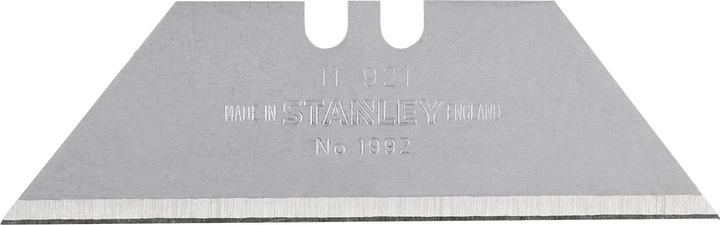 11 921
MADE IN STANLEY ENGLAND
No 1992